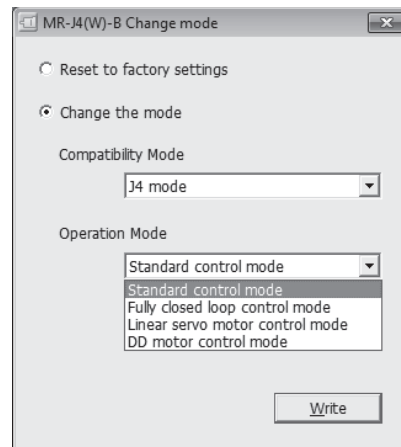 MR-J4(W)-B Change mode
Reset to factory settings
Change the mode
Compatibility Mode
J4 mode
Operation Mode
Standard control mode
Standard control mode
Fully closed loop control mode
Linear servo motor control mode
DD motor control mode
Write